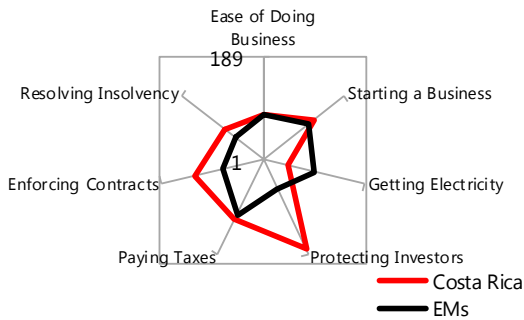 Ease of Doing
Business
189
Resolving Insolvency
Starting a Business
1
Enforcing Contracts
Getting Electricity
Paying Taxes
Protecting Investors
Costa Rica
EMs